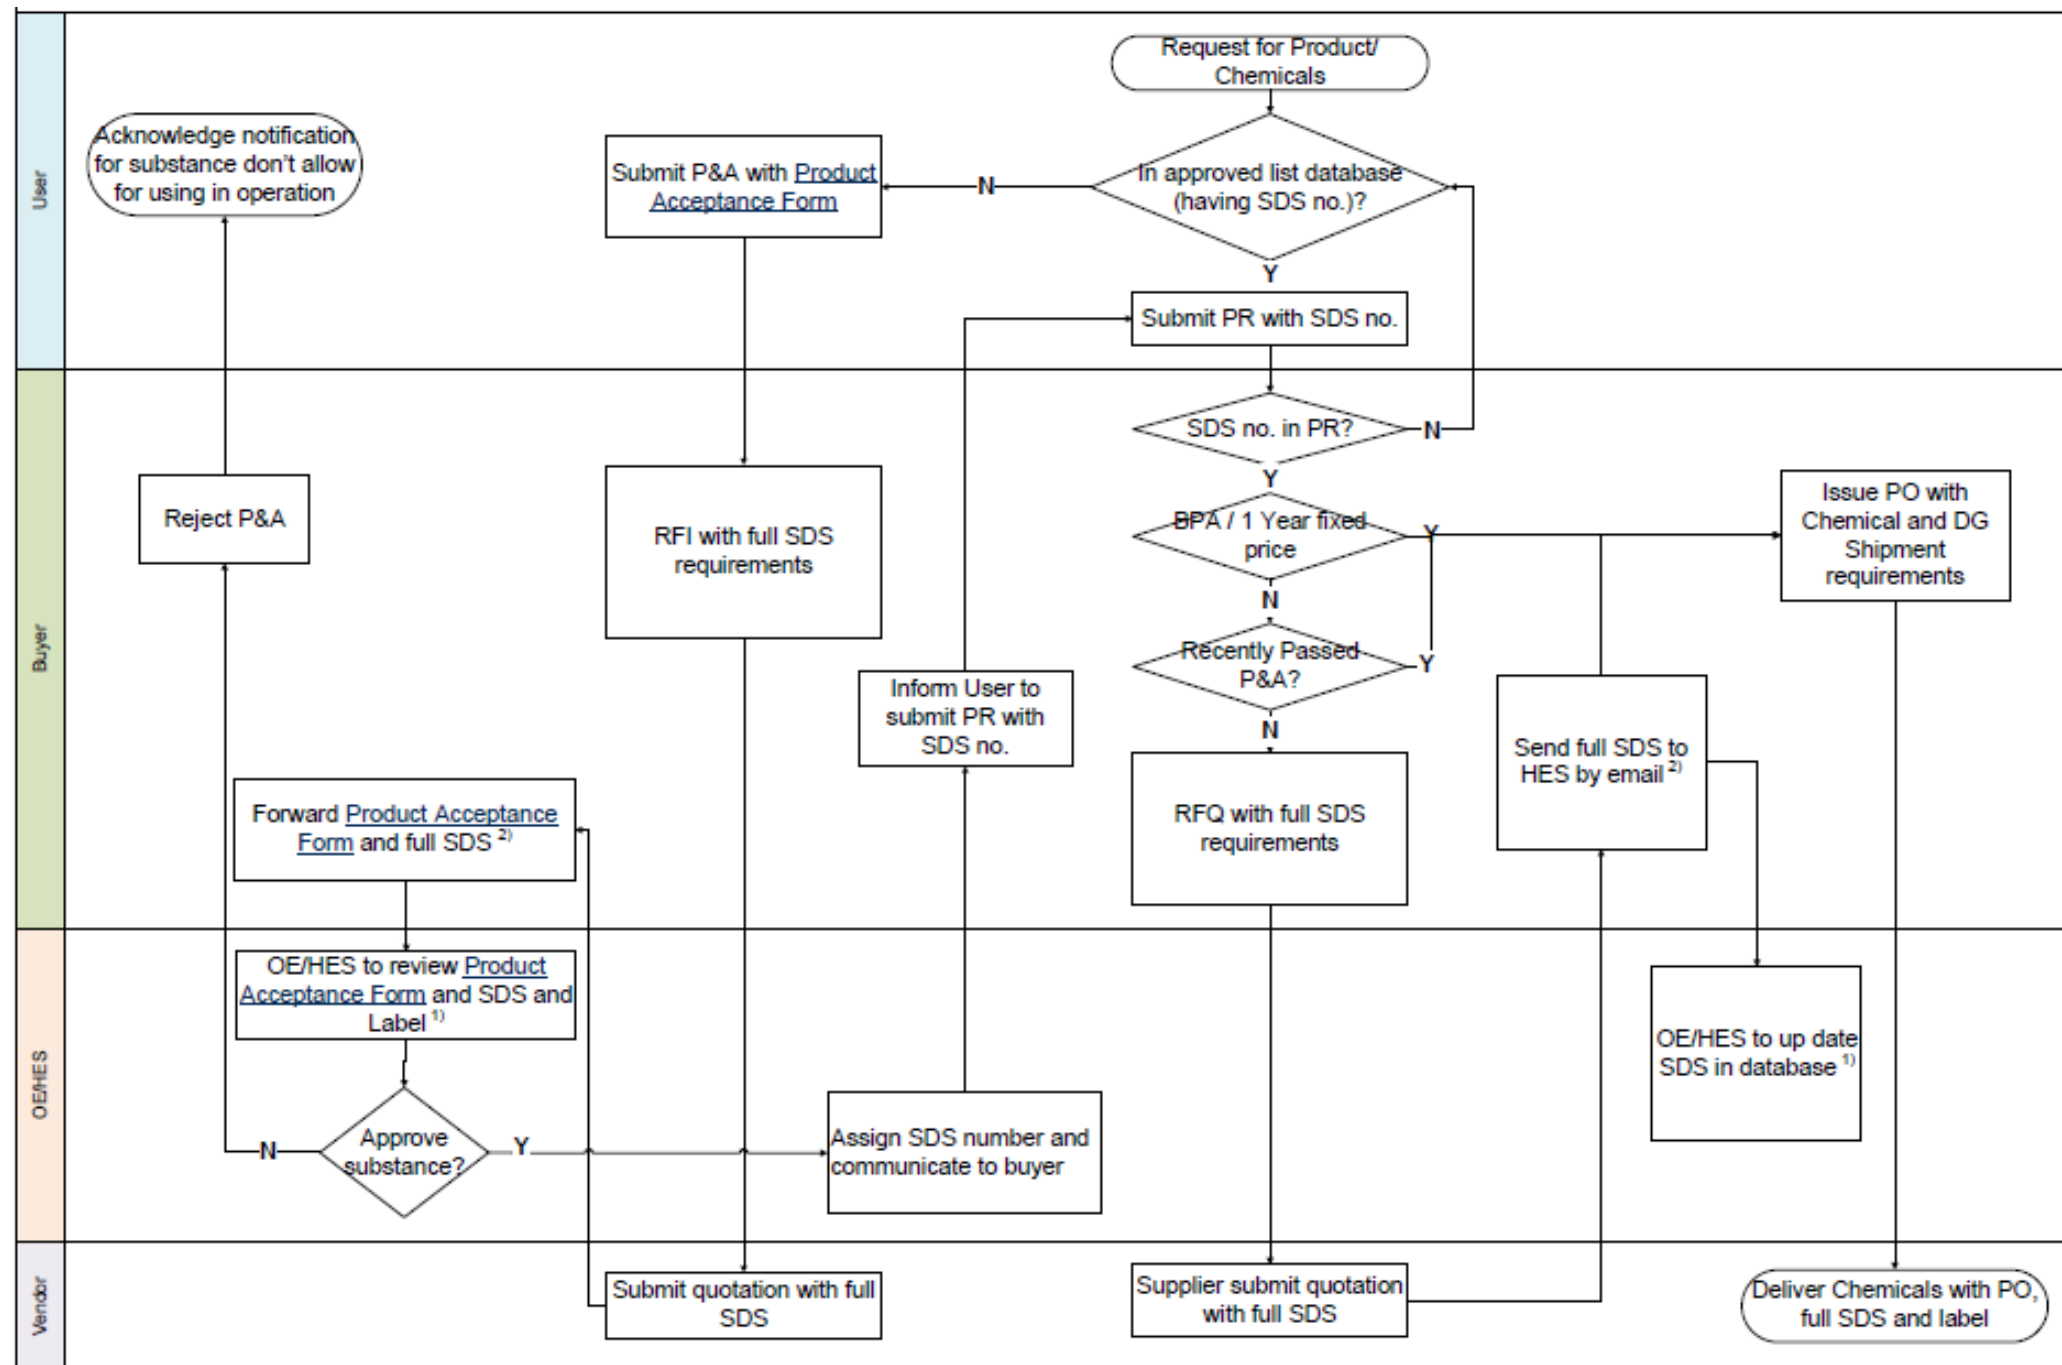 Request for Product/
Chemicals
Acknowledge notification
for substance don't allow
for using in operation
Submit P&A with Product
Acceptance Form
N
In approved list database
(having SDS no.)?
Y
User
Submit PR with SDS no.
SDS no. in PR?
N
Y
Reject P&A
RFI with full SDS
requirements
BPA / 1 Year fixed
price
Y
Issue PO with
Chemical and DG
Shipment
requirements
N
Buyer
Recently Passed
P&A?
Y
Inform User to
submit PR with
SDS no.
N
Send full SDS to
HES by email 2)
Forward Product Acceptance
Form and full SDS 2)
RFQ with full SDS
requirements
OE/HES to review Product
Acceptance Form and SDS and
Label 1)
OE/HES
OE/HES to up date
SDS in database 1)
N
Approve
substance?
Y
Assign SDS number and
communicate to buyer
Vendor
Submit quotation with full
SDS
Supplier submit quotation
with full SDS
Deliver Chemicals with PO,
full SDS and label